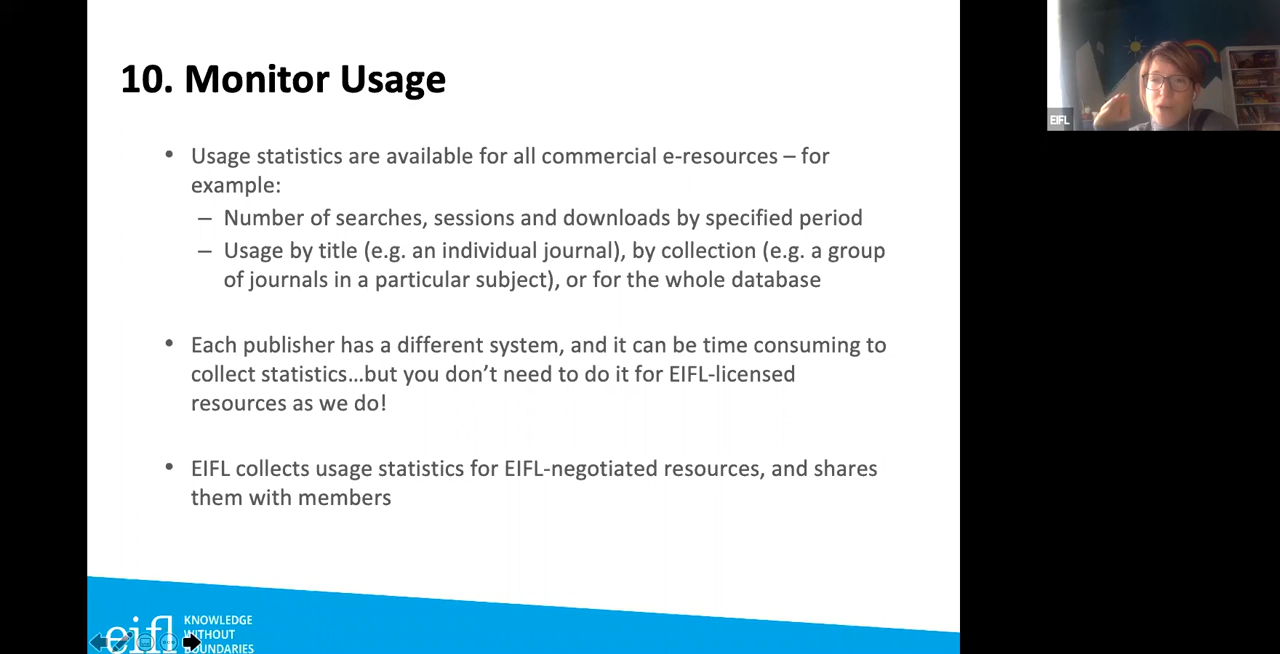 10. Monitor Usage
• Usage statistics are available for all commercial e-resources – for
example:
– Number of searches, sessions and downloads by specified period
– Usage by title (e.g. an individual journal), by collection (e.g. a group
of journals in a particular subject), or for the whole database
• Each publisher has a different system, and it can be time consuming to
collect statistics…but you don’t need to do it for EIFL-licensed
resources as we do!
• EIFL collects usage statistics for EIFL-negotiated resources, and shares
them with members
eifl
KNOWLEDGE
WITHOUT
BOUNDARIES
EIFL